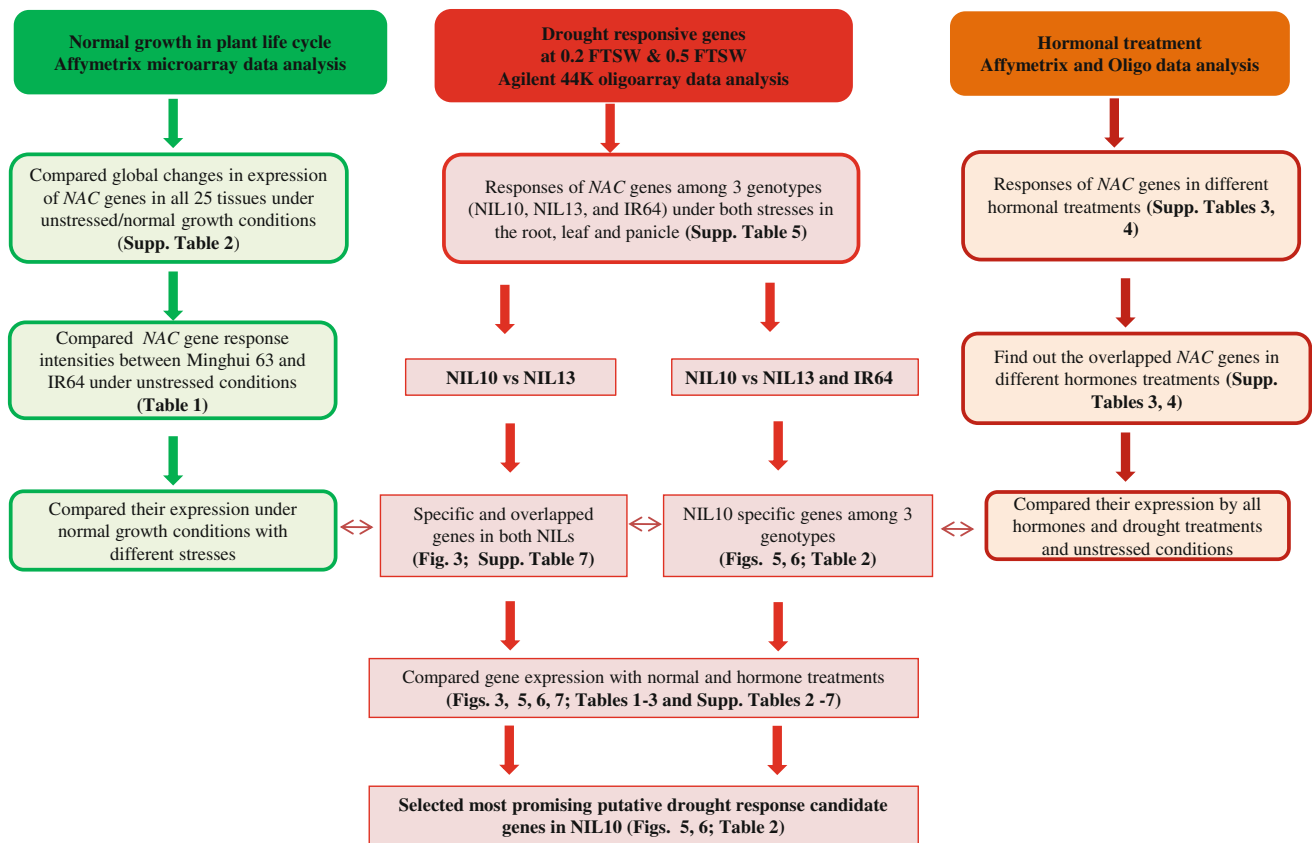 Normal growth in plant life cycle
Affymetrix microarray data analysis
Drought responsive genes
at 0.2 FTSW & 0.5 FTSW
Agilent 44K oligoarray data analysis
Hormonal treatment
Affymetrix and Oligo data analysis
Compared global changes in expression
of NAC genes in all 25 tissues under
unstressed/normal growth conditions
(Supp. Table 2)
Responses of NAC genes among 3 genotypes
(NIL10, NIL13, and IR64) under both stresses in
the root, leaf and panicle (Supp. Table 5)
Responses of NAC genes in different
hormonal treatments (Supp. Tables 3,
4)
Compared NAC gene response
intensities between Minghui 63 and
IR64 under unstressed conditions
(Table 1)
NIL10 vs NIL13
NIL10 vs NIL13 and IR64
Find out the overlapped NAC genes in
different hormones treatments (Supp.
Tables 3, 4)
Compared their expression under
normal growth conditions with
different stresses
Specific and overlapped
genes in both NILs
(Fig. 3; Supp. Table 7)
NIL10 specific genes among 3
genotypes
(Figs. 5, 6; Table 2)
Compared their expression by all
hormones and drought treatments
and unstressed conditions
Compared gene expression with normal and hormone treatments
(Figs. 3, 5, 6, 7; Tables 1-3 and Supp. Tables 2 -7)
Selected most promising putative drought response candidate
genes in NIL10 (Figs. 5, 6; Table 2)